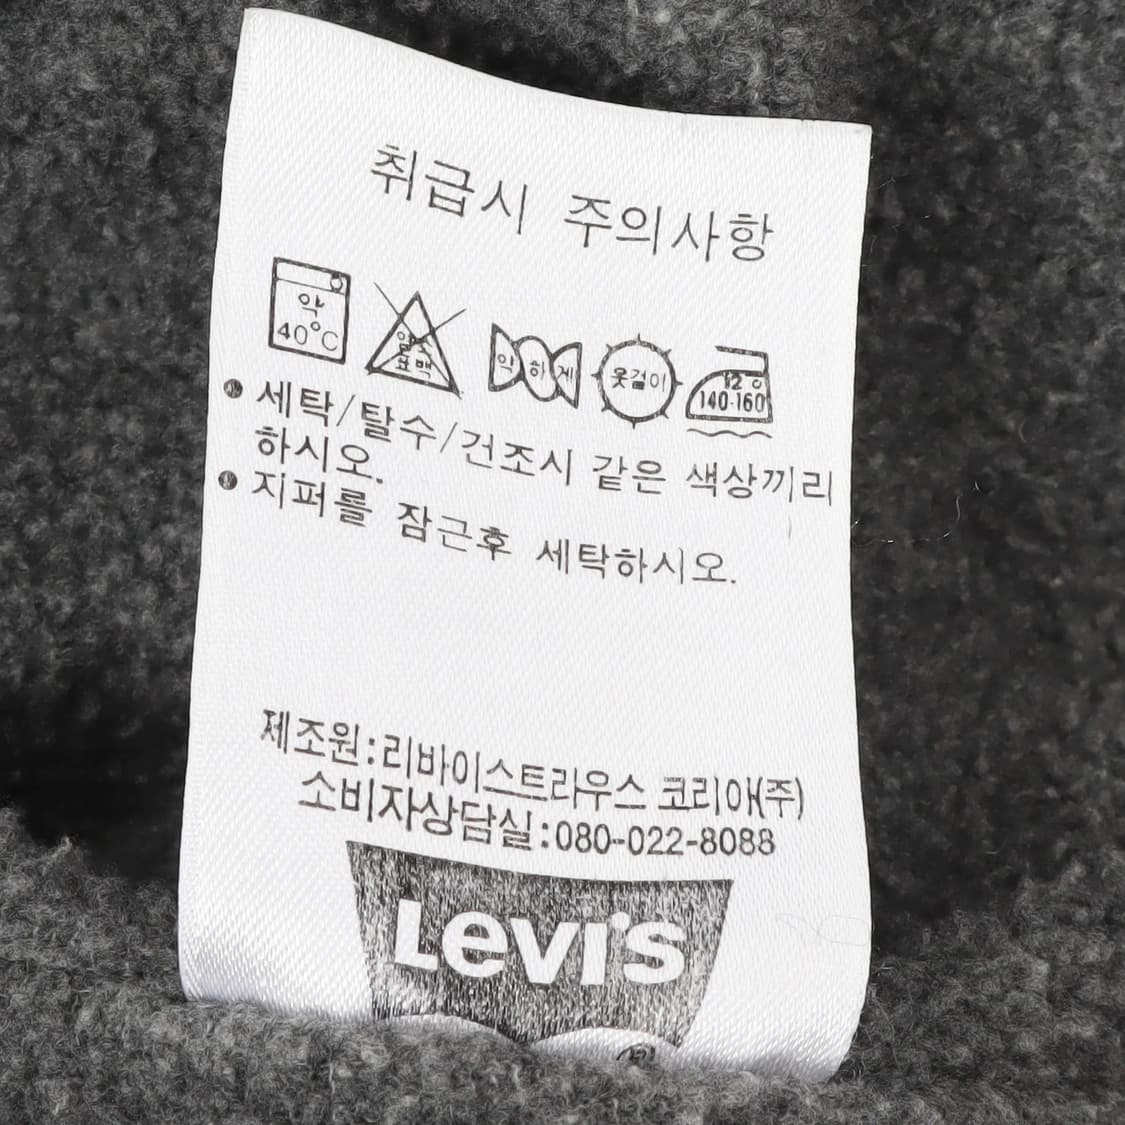 취급시 주의사항
약
40°C
염소
표백
약하게
옷걸이
140-160
세탁/탈수/건조시 같은 색상끼리
하시오.
지퍼롤 잠근후 세탁하시오.
제조원:리바이스트라우스 코리아(주)
소비자상담실:080-022-8088
Levi's